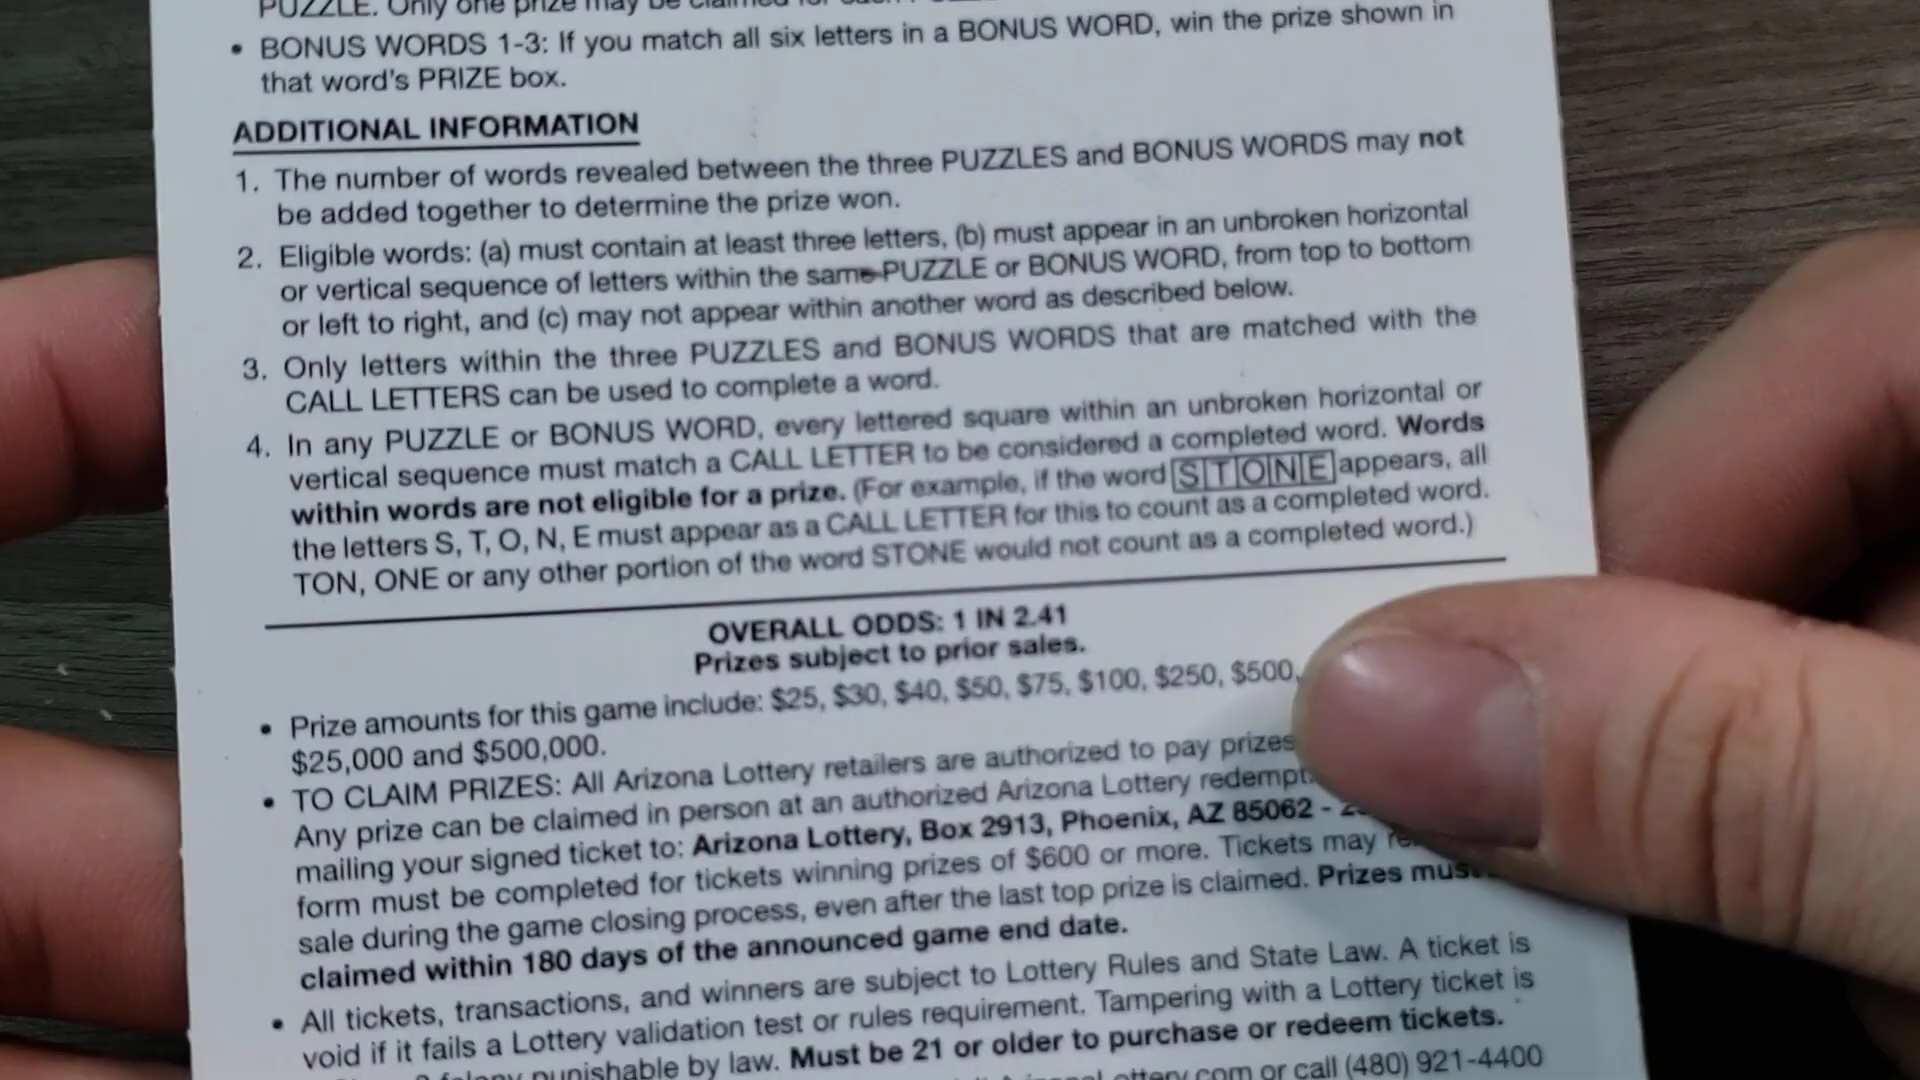 PUZZLE. Only one prize may be claimed for each
• BONUS WORDS 1-3: If you match all six letters in a BONUS WORD, win the prize shown in
that word's PRIZE box.
ADDITIONAL INFORMATION
1. The number of words revealed between the three PUZZLES and BONUS WORDS may not
be added together to determine the prize won.
2. Eligible words: (a) must contain at least three letters, (b) must appear in an unbroken horizontal
or vertical sequence of letters within the same PUZZLE or BONUS WORD, from top to bottom
or left to right, and (c) may not appear within another word as described below.
3. Only letters within the three PUZZLES and BONUS WORDS that are matched with the
CALL LETTERS can be used to complete a word.
4. In any PUZZLE or BONUS WORD, every lettered square within an unbroken horizontal or
vertical sequence must match a CALL LETTER to be considered a completed word. Words
within words are not eligible for a prize. (For example, if the word STONE appears, all
the letters S, T, O, N, E must appear as a CALL LETTER for this to count as a completed word.
TON, ONE or any other portion of the word STONE would not count as a completed word.)
OVERALL ODDS: 1 IN 2.41
Prizes subject to prior sales.
• Prize amounts for this game include: $25, $30, $40, $50, $75, $100, $250, $500,
$25,000 and $500,000.
• TO CLAIM PRIZES: All Arizona Lottery retailers are authorized to pay prizes
Any prize can be claimed in person at an authorized Arizona Lottery
mailing your signed ticket to: Arizona Lottery, Box 2913, Phoenix, AZ 85062 -
form must be completed for tickets winning prizes of $600 or more. Tickets may
sale during the game closing process, even after the last top prize is claimed. Prizes must
claimed within 180 days of the announced game end date.
• All tickets, transactions, and winners are subject to Lottery Rules and State Law. A ticket is
void if it fails a Lottery validation test or rules requirement. Tampering with a Lottery ticket is
felony punishable by law. Must be 21 or older to purchase or redeem tickets.
or call (480) 921-4400